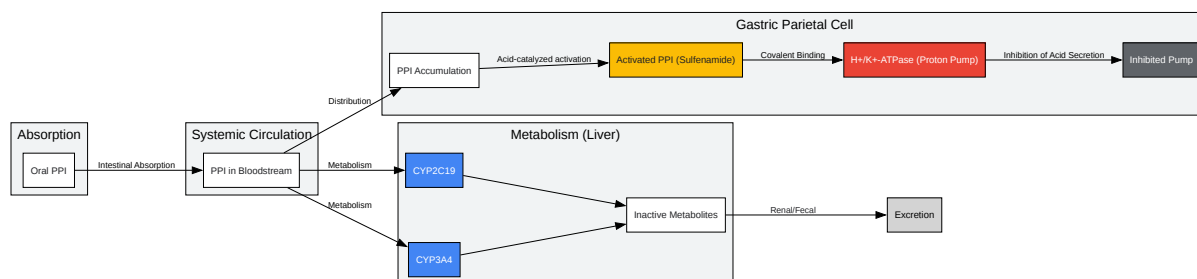 Gastric Parietal Cell
PPI Accumulation
Acid-catalyzed activation
Activated PPI (Sulfenamide)
Covalent Binding
H+/K+-ATPase (Proton Pump)
Inhibition of Acid Secretion
Inhibited Pump
Distribution
Absorption
Oral PPI
Intestinal Absorption
Systemic Circulation
PPI in Bloodstream
Metabolism
Metabolism
Metabolism (Liver)
CYP2C19
CYP3A4
Inactive Metabolites
Renal/Fecal
Excretion